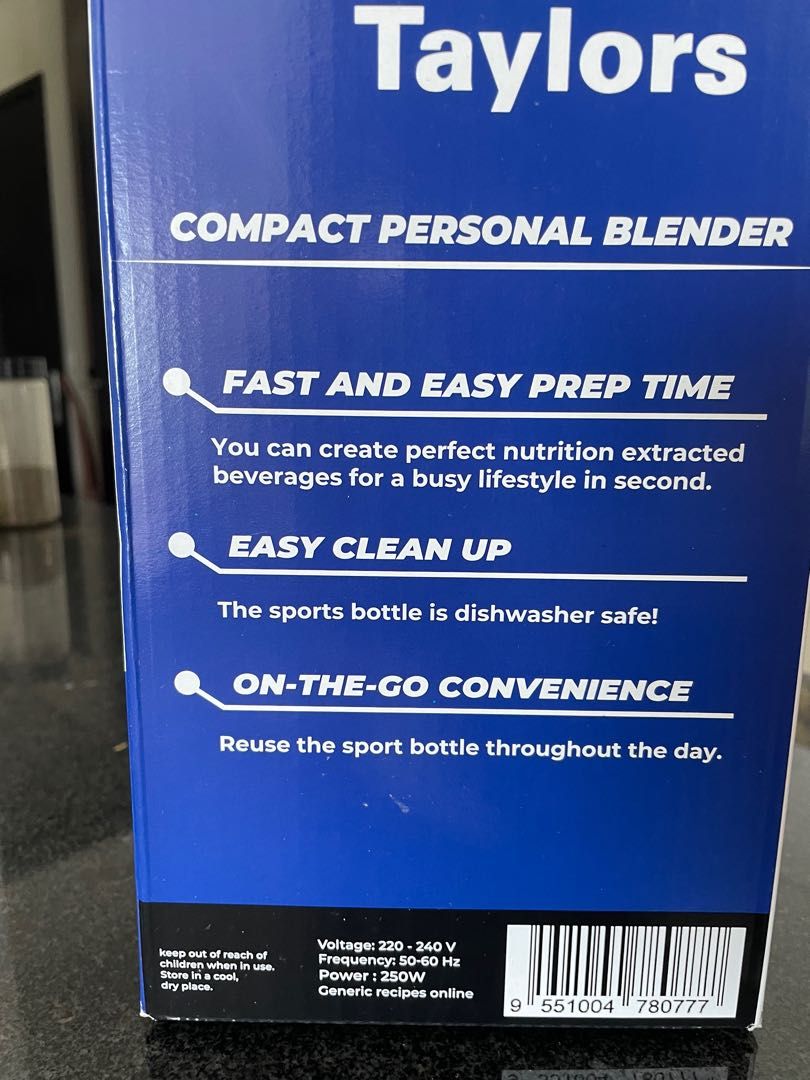 Taylors
COMPACT PERSONAL BLENDER
FAST AND EASY PREP TIME
You can create perfect nutrition extracted
beverages for a busy lifestyle in second.
EASY CLEAN UP
The sports bottle is dishwasher safe!
ON-THE-GO CONVENIENCE
Reuse the sport bottle throughout the day.
keep out of reach of
children when in use.
Store in a cool,
dry place.
Voltage: 220 - 240 V
Frequency: 50-60 Hz
Power : 250W
Generic recipes online
9 551004 780777